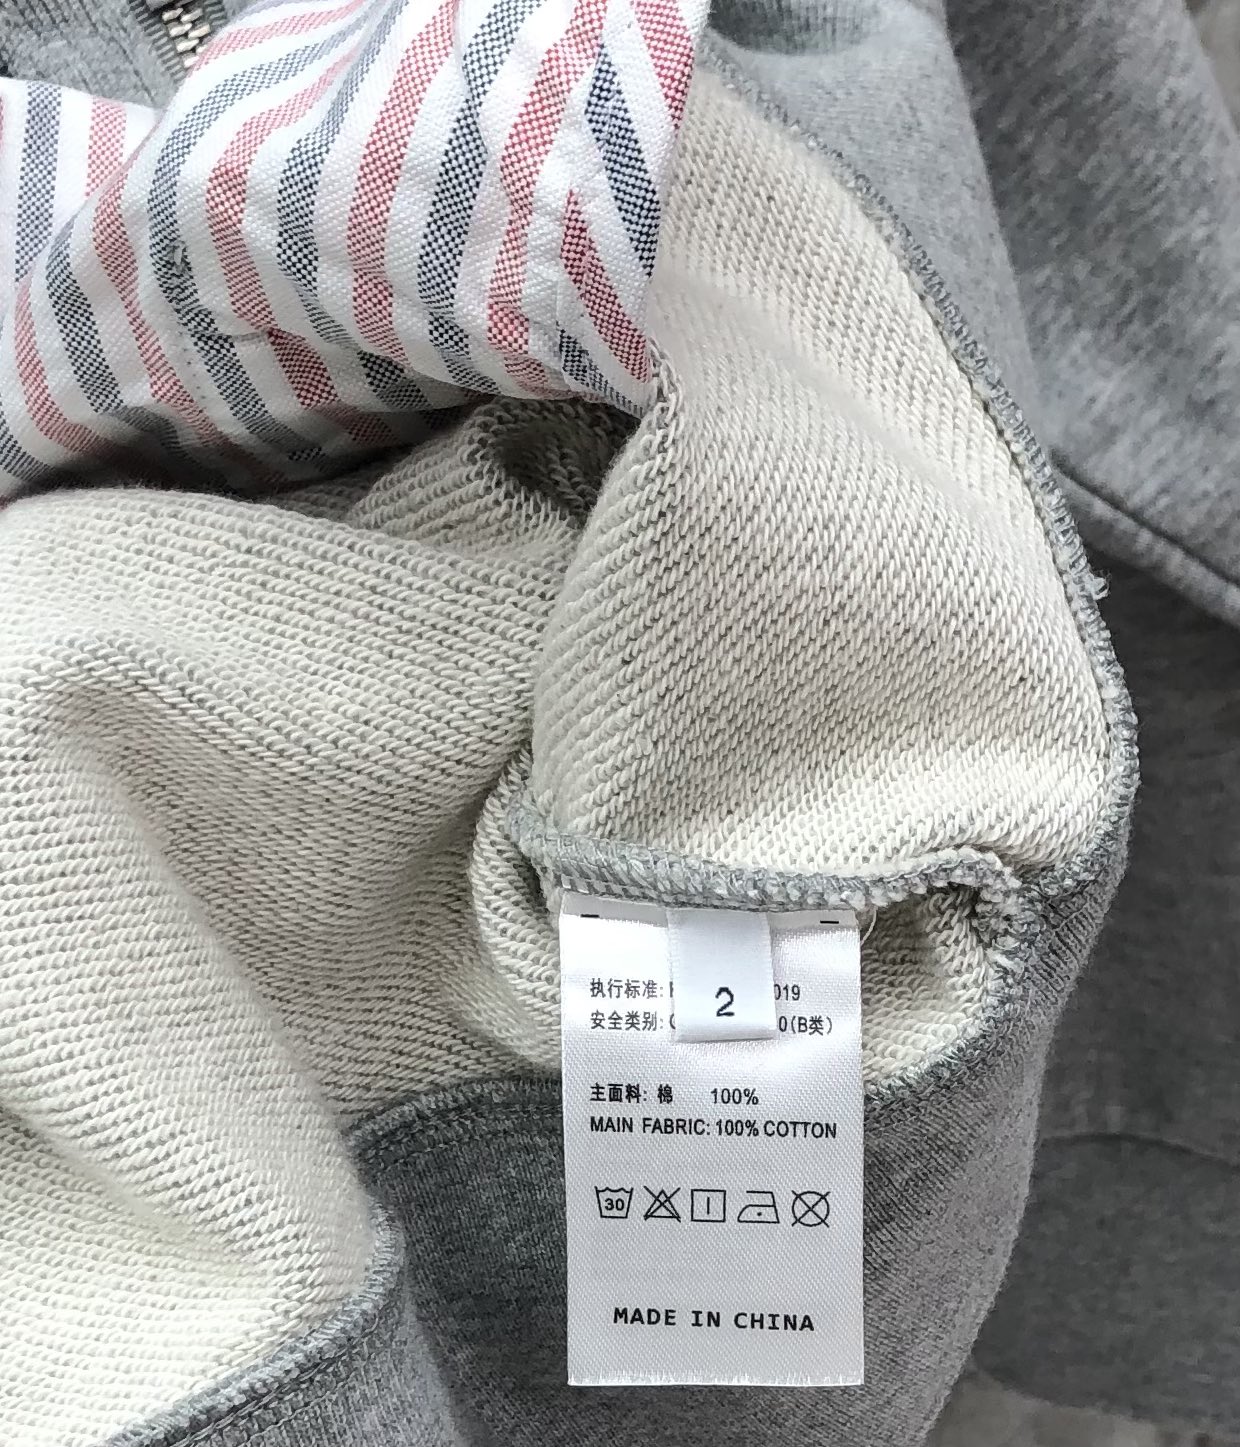 执行标准: 019
2
安全类别: 0(B类)
主面料: 棉 100%
MAIN FABRIC: 100% COTTON
30
MADE IN CHINA